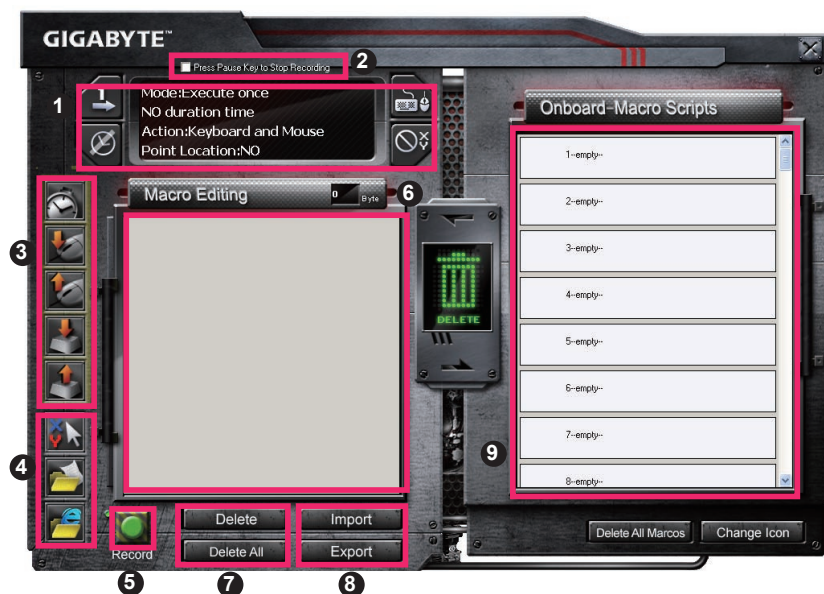 GIGABYTE™
Press Pause Key to Stop Recording
2
1
1
Mode:Execute once
NO duration time
Action:Keyboard and Mouse
Point Location:NO
X
Y
Onboard-Macro Scripts
Macro Editing
0
Byte
6
1--empty--
2--empty--
3
3--empty--
4--empty--
DELETE
5--empty--
6--empty--
4
X
Y
7--empty--
9
8--empty--
Record
Delete
Import
Delete All
Export
Delete All Marcos
Change Icon
5
7
8